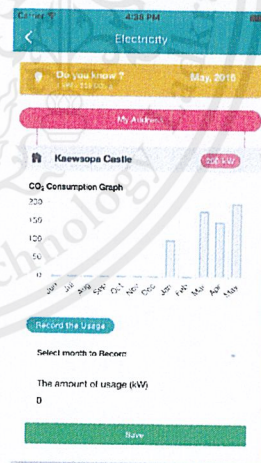 Carrier 4:38 PM
Electricity
Do you know ?
May, 2016
My Address
Kaewsopa Castle
CO₂ Consumption Graph
200
150
100
50
0
Jun Jul Aug Sep Oct Nov Dec Jan Feb Mar Apr May
Record the Usage
Select month to Record
The amount of usage (kW)
0
Save